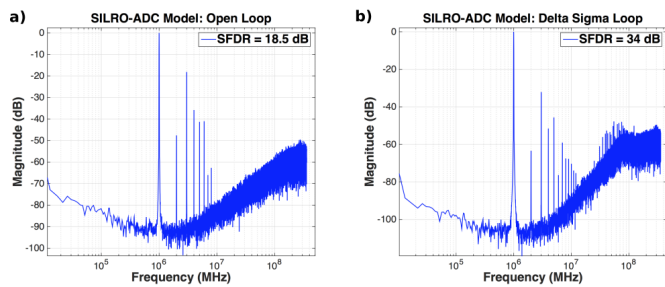 a)
SILRO-ADC Model: Open Loop
SFDR = 18.5 dB
Magnitude (dB)
0
-10
-20
-30
-40
-50
-60
-70
-80
-90
-100
10^5
10^6
10^7
10^8
Frequency (MHz)
b)
SILRO-ADC Model: Delta Sigma Loop
SFDR = 34 dB
Magnitude (dB)
0
-20
-40
-60
-80
-100
10^5
10^6
10^7
10^8
Frequency (MHz)